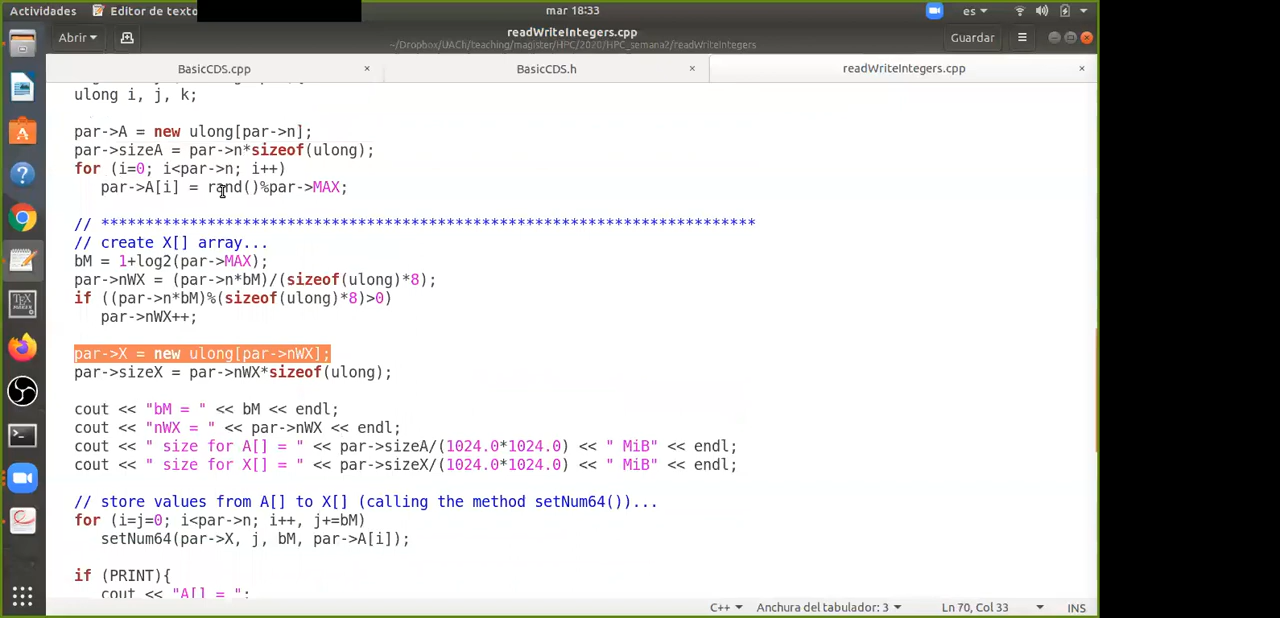 Actividades Editor de texto mar 18:33 es
Abrir readWriteIntegers.cpp Guardar
~/Dropbox/UACh/teaching/magister/HPC/2020/HPC_semana2/readWriteIntegers
BasicCDS.cpp × BasicCDS.h × readWriteIntegers.cpp ×
ulong i, j, k;
par->A = new ulong[par->n];
par->sizeA = par->n*sizeof(ulong);
for (i=0; i<par->n; i++)
par->A[i] = rand()%par->MAX;
// *************************************************************************
// create X[] array...
bM = 1+log2(par->MAX);
par->nWX = (par->n*bM)/(sizeof(ulong)*8);
if ((par->n*bM)%(sizeof(ulong)*8)>0)
par->nWX++;
par->X = new ulong[par->nWX];
par->sizeX = par->nWX*sizeof(ulong);
cout << "bM = " << bM << endl;
cout << "nWX = " << par->nWX << endl;
cout << " size for A[] = " << par->sizeA/(1024.0*1024.0) << " MiB" << endl;
cout << " size for X[] = " << par->sizeX/(1024.0*1024.0) << " MiB" << endl;
// store values from A[] to X[] (calling the method setNum64())...
for (i=j=0; i<par->n; i++, j+=bM)
setNum64(par->X, j, bM, par->A[i]);
if (PRINT){
cout << "A[] = ";
C++ Anchura del tabulador: 3 Ln 70, Col 33 INS